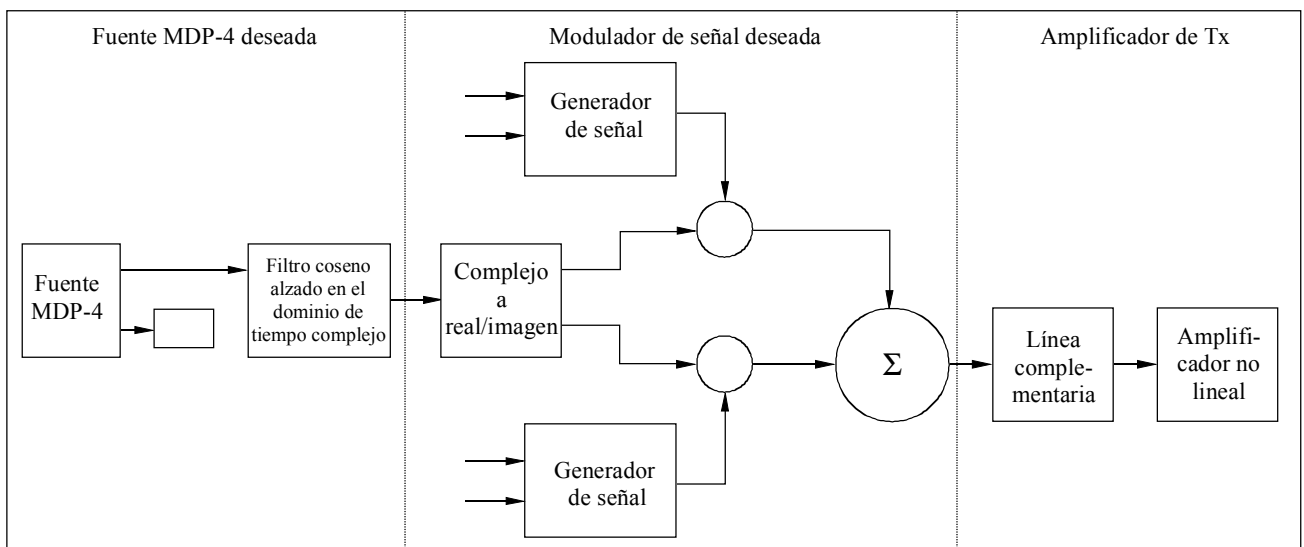 Fuente MDP-4 deseada
Modulador de señal deseada
Amplificador de Tx
Generador
de señal
Fuente
MDP-4
Filtro coseno
alzado en el
dominio de
tiempo complejo
Complejo
a
real/imagen
Σ
Línea
comple-
mentaria
Amplifi-
cador no
lineal
Generador
de señal